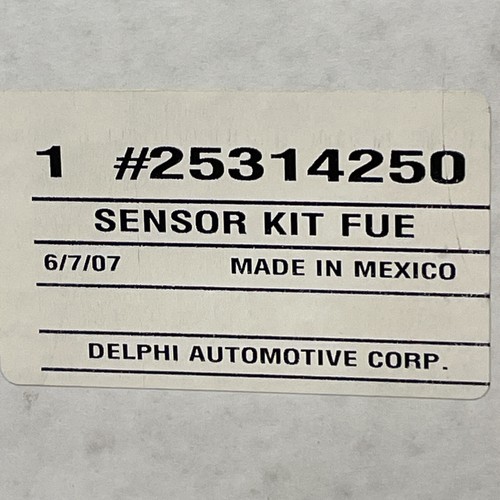 1 #25314250
SENSOR KIT FUE
6/7/07 MADE IN MEXICO
DELPHI AUTOMOTIVE CORP.